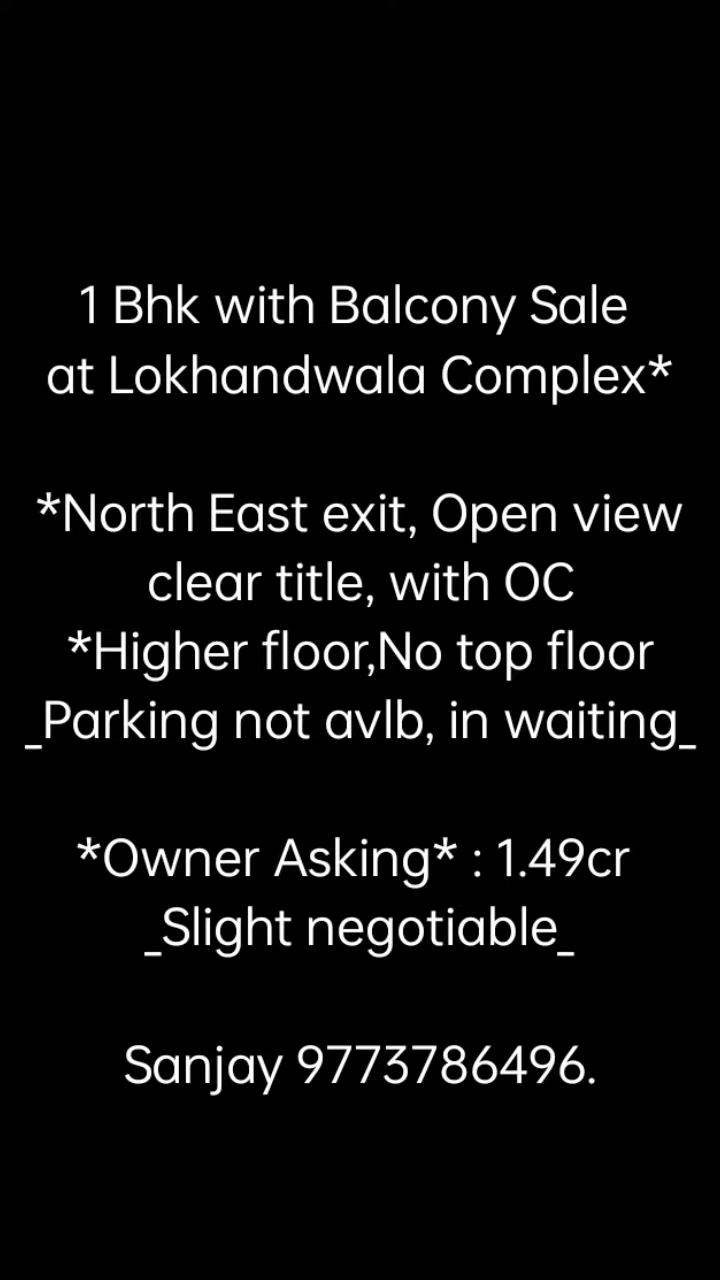 1 Bhk with Balcony Sale
at Lokhandwala Complex*
*North East exit, Open view
clear title, with OC
*Higher floor,No top floor
_Parking not avlb, in waiting_
*Owner Asking* : 1.49cr
_Slight negotiable_
Sanjay 9773786496.